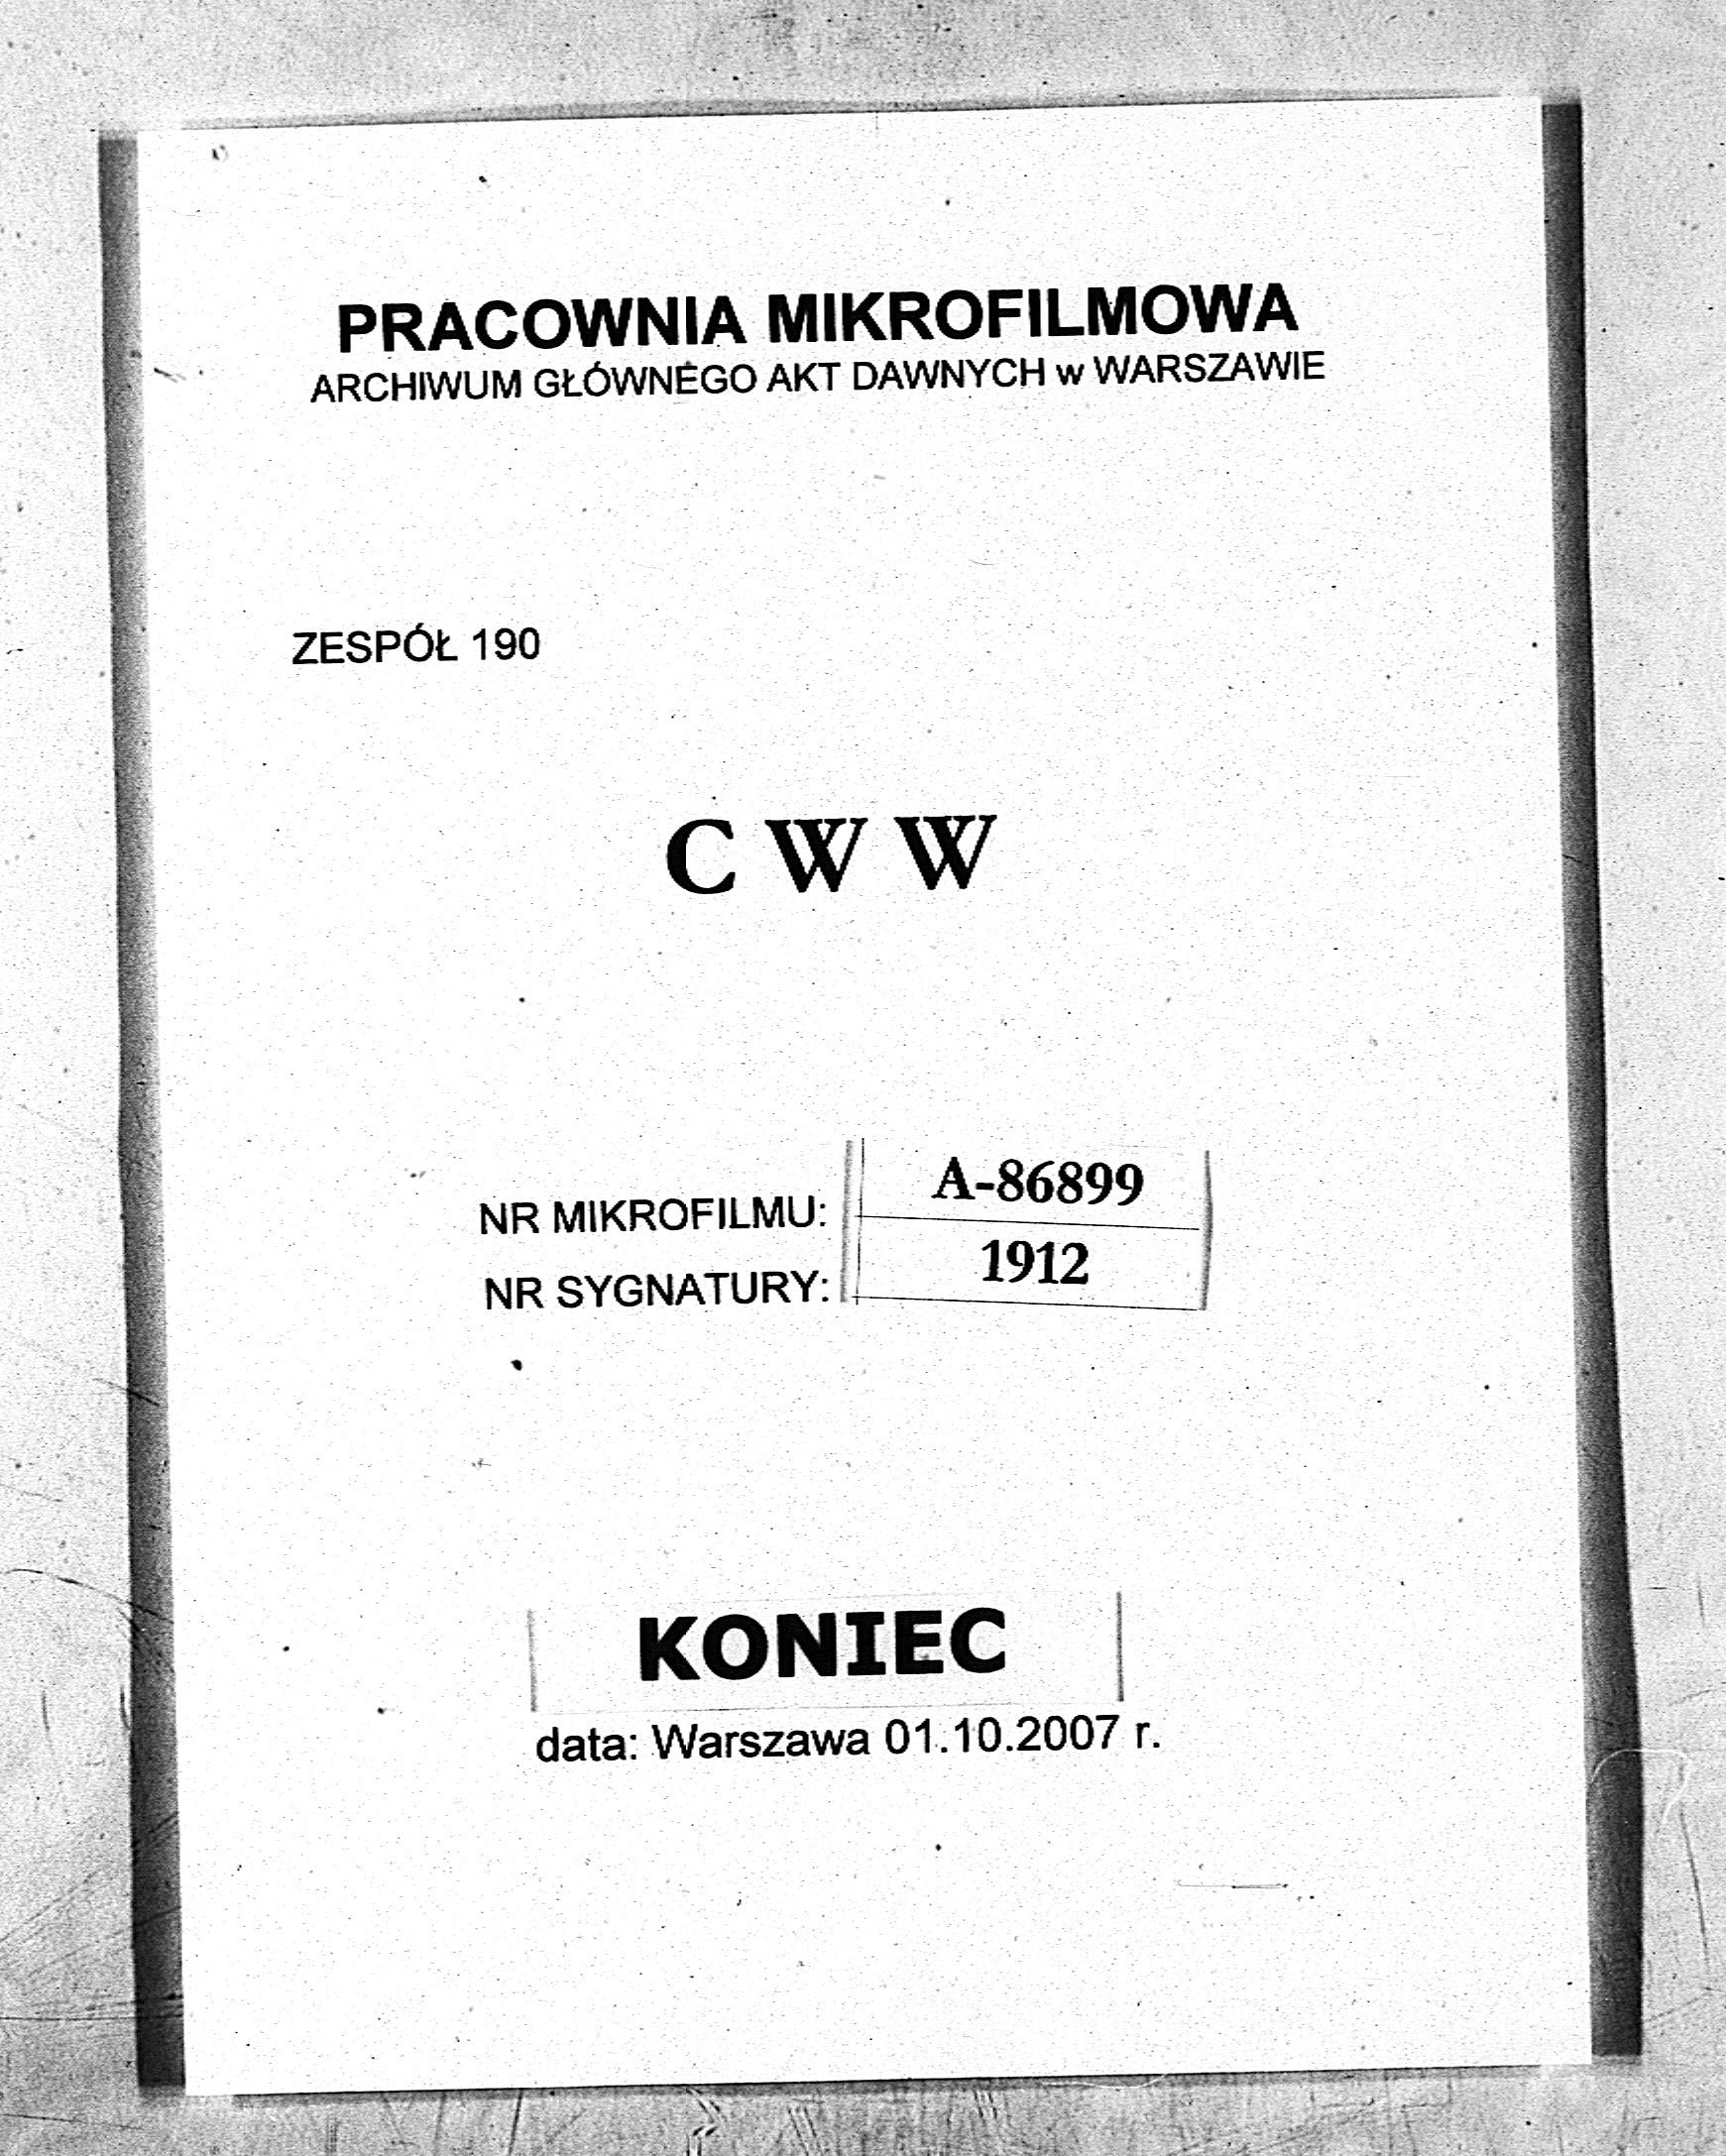 PRACOWNIA MIKROFILMOWA
ARCHIWUM GŁÓWNEGO AKT DAWNYCH w WARSZAWIE
ZESPÓŁ 190
C W W
NR MIKROFILMU: A-86899
NR SYGNATURY: 1912
KONIEC
data: Warszawa 01.10.2007 r.